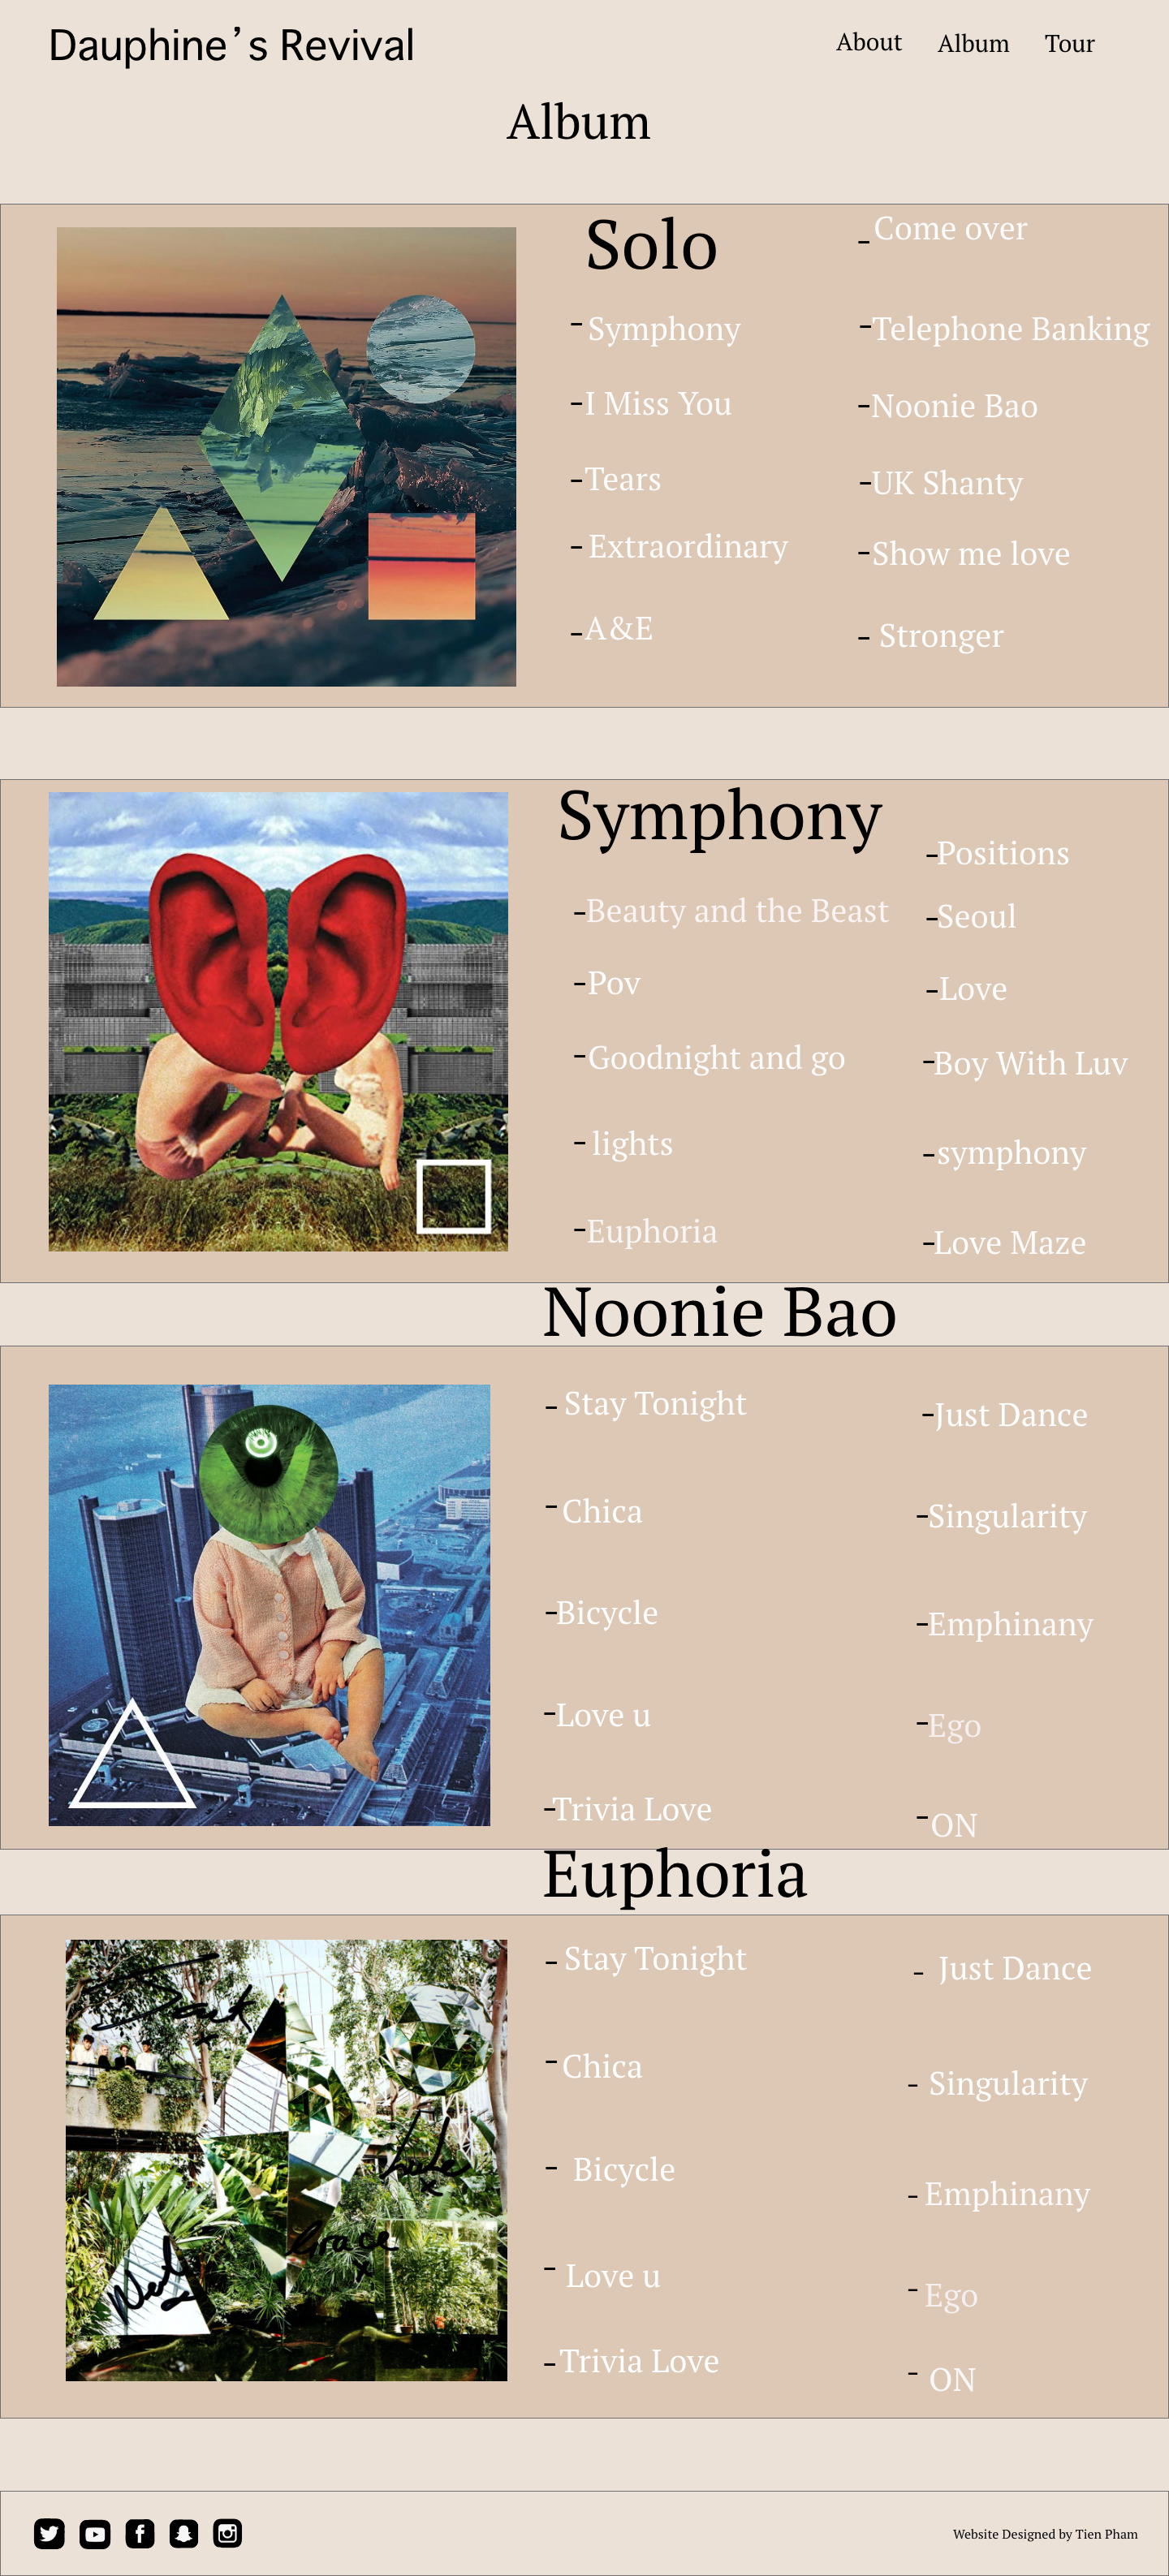 Dauphine’s Revival
About Album Tour
Album
Solo
- Symphony
- I Miss You
- Tears
- Extraordinary
- A&E
- Come over
- Telephone Banking
- Noonie Bao
- UK Shanty
- Show me love
- Stronger
Symphony
- Beauty and the Beast
- Pov
- Goodnight and go
- lights
- Euphoria
- Positions
- Seoul
- Love
- Boy With Luv
- symphony
- Love Maze
Noonie Bao
- Stay Tonight
- Chica
- Bicycle
- Love u
- Trivia Love
- Just Dance
- Singularity
- Emphinany
- Ego
- ON
Euphoria
- Stay Tonight
- Chica
- Bicycle
- Love u
- Trivia Love
- Just Dance
- Singularity
- Emphinany
- Ego
- ON
Luke
Grace
Website Designed by Tien Pham